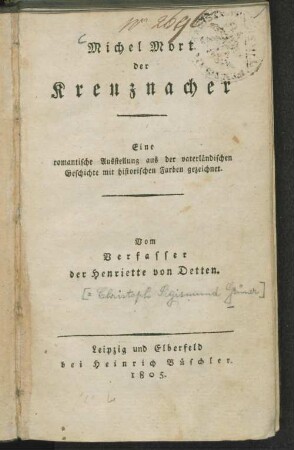 Michel Mort
der
Kreuznacher
Eine
romantische Ausstellung aus der vaterländischen
Geschichte mit historischen Farben gezeichnet.
Vom
Verfasser
der Henriette von Detten.
[= Christoph Sigismund Grüner]
Leipzig und Elberfeld
bei Heinrich Büschler.
1805.